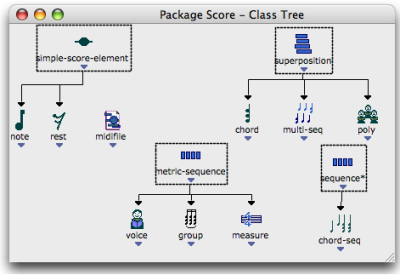 Package Score – Class Tree
simple-score-element
superposition
note
rest
midifile
chord
multi-seq
poly
metric-sequence
sequence*
voice
group
measure
chord-seq